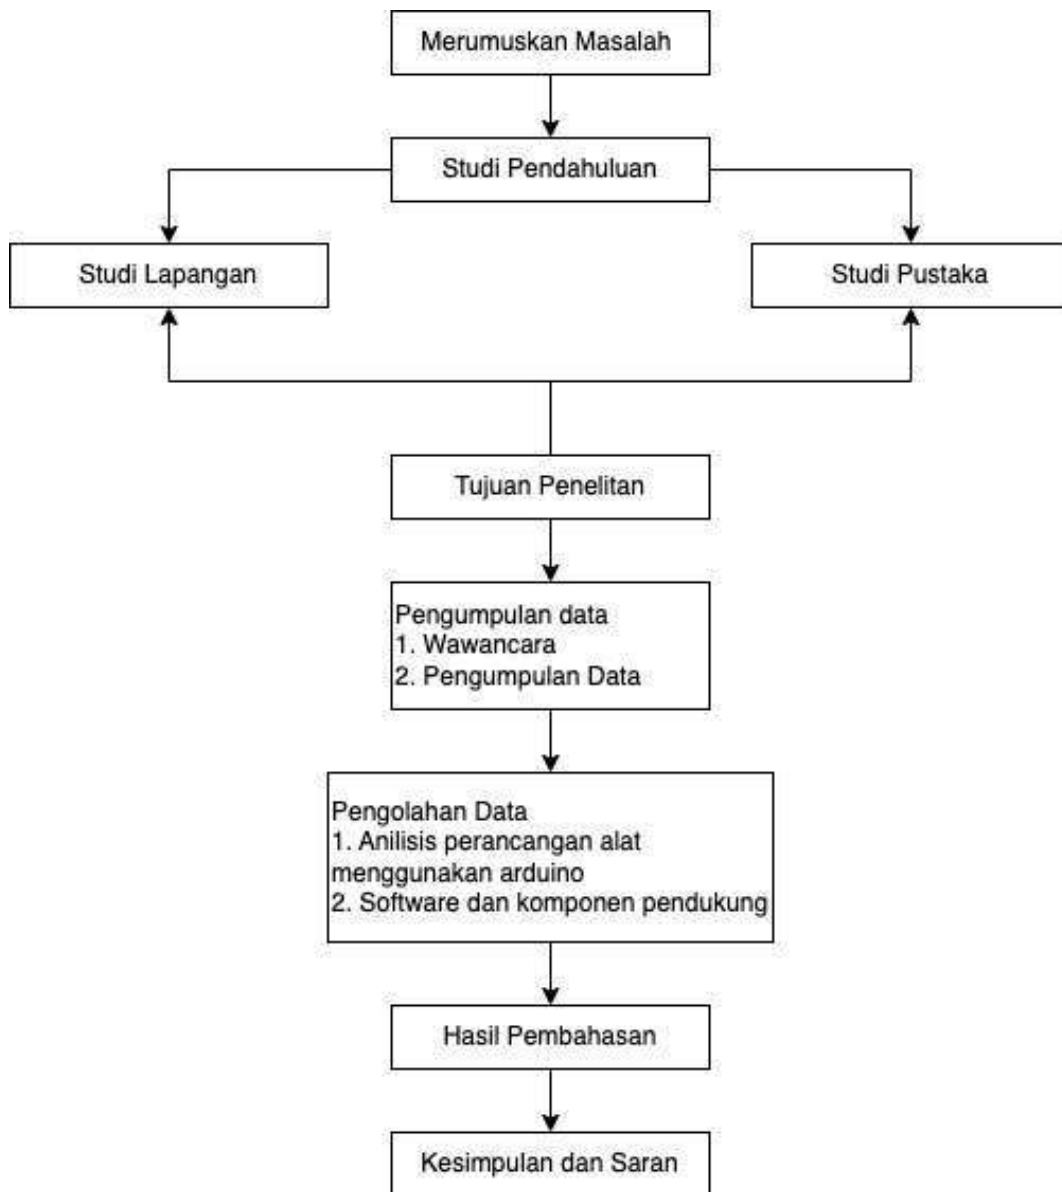 Merumuskan Masalah
Studi Pendahuluan
Studi Lapangan
Studi Pustaka
Tujuan Penelitan
Pengumpulan data
1. Wawancara
2. Pengumpulan Data
Pengolahan Data
1. Anilisis perancangan alat
menggunakan arduino
2. Software dan komponen pendukung
Hasil Pembahasan
Kesimpulan dan Saran